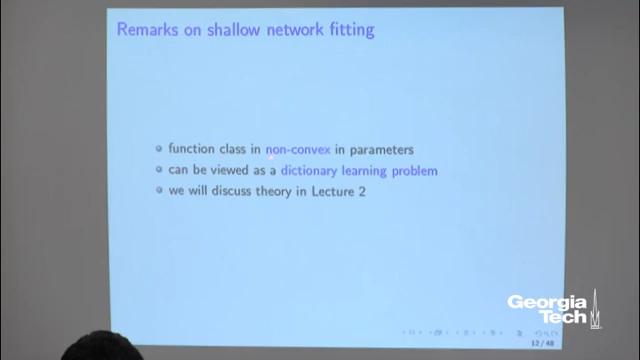 Remarks on shallow network fitting
function class in non-convex in parameters
can be viewed as a dictionary learning problem
we will discuss theory in Lecture 2
Georgia
Tech
12 / 48